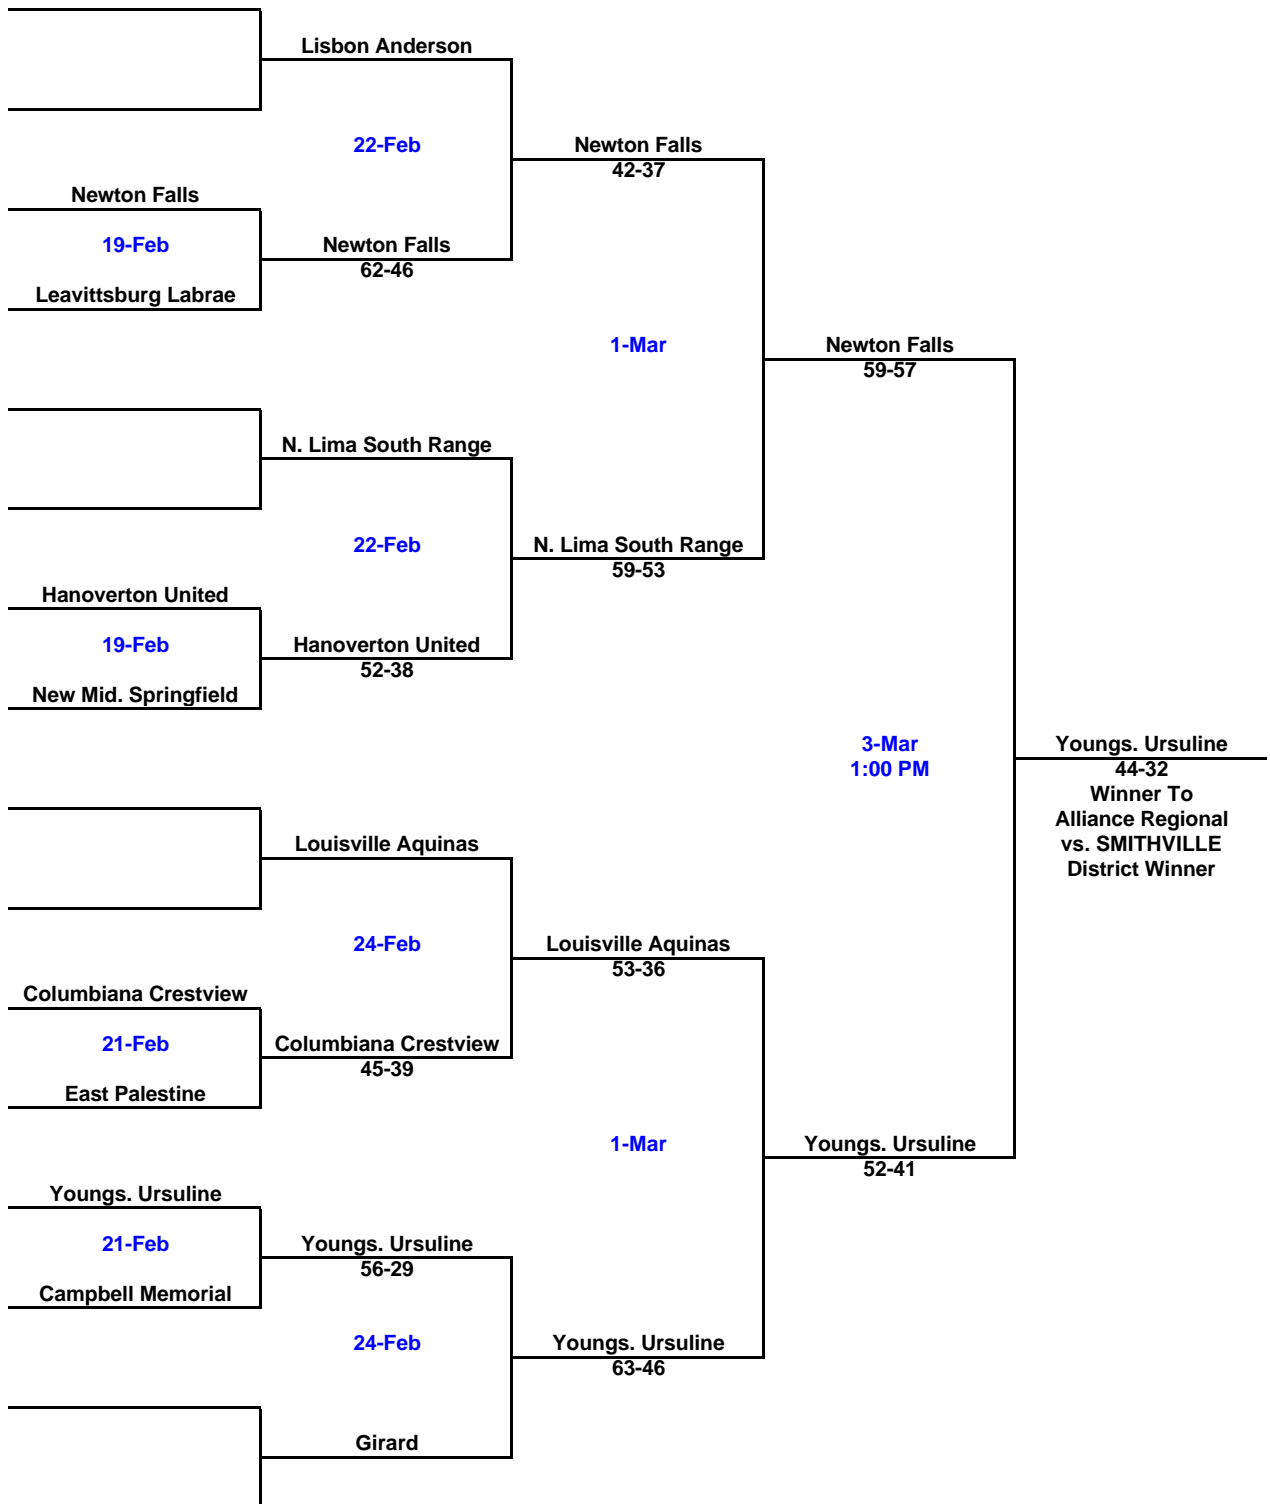 Lisbon Anderson
22-Feb
Newton Falls
42-37
Newton Falls
19-Feb
Newton Falls
62-46
Leavittsburg Labrae
1-Mar
Newton Falls
59-57
N. Lima South Range
22-Feb
N. Lima South Range
59-53
Hanoverton United
19-Feb
Hanoverton United
52-38
New Mid. Springfield
3-Mar
1:00 PM
Youngs. Ursuline
44-32
Winner To
Alliance Regional
vs. SMITHVILLE
District Winner
Louisville Aquinas
24-Feb
Louisville Aquinas
53-36
Columbiana Crestview
21-Feb
Columbiana Crestview
45-39
East Palestine
1-Mar
Youngs. Ursuline
52-41
Youngs. Ursuline
21-Feb
Youngs. Ursuline
56-29
Campbell Memorial
24-Feb
Youngs. Ursuline
63-46
Girard